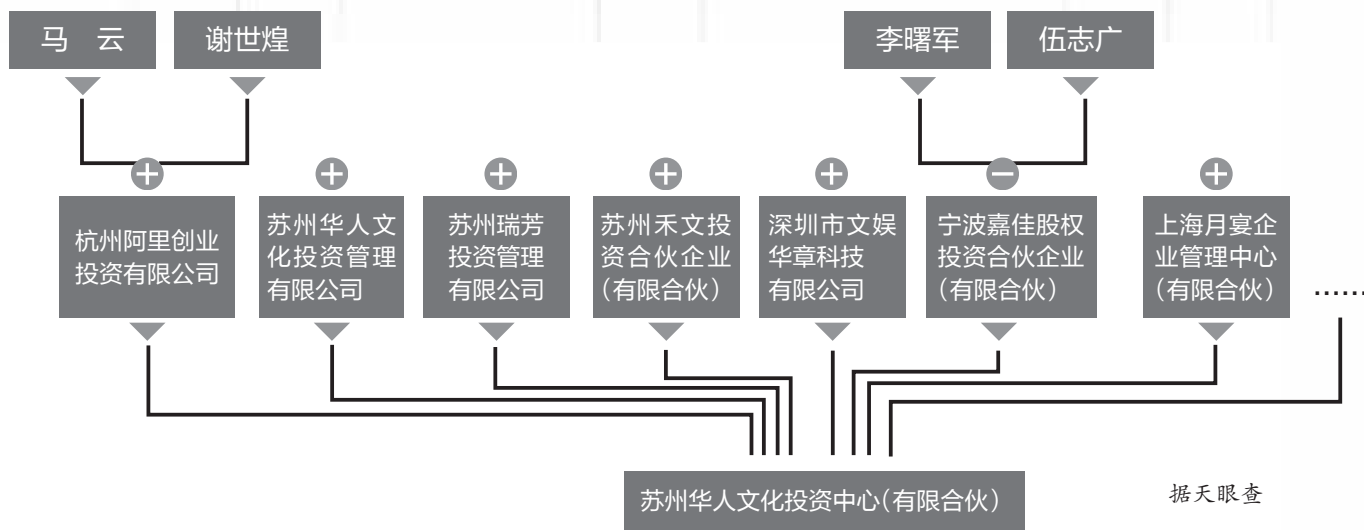 马 云
谢世煌
李曙军
伍志广
杭州阿里创业
投资有限公司
苏州华人文
化投资管理
有限公司
苏州瑞芳
投资管理
有限公司
苏州禾文投
资合伙企业
（有限合伙）
深圳市文娱
华章科技
有限公司
宁波嘉佳股权
投资合伙企业
（有限合伙）
上海月宴企
业管理中心
（有限合伙）
……
苏州华人文化投资中心（有限合伙）
据天眼查